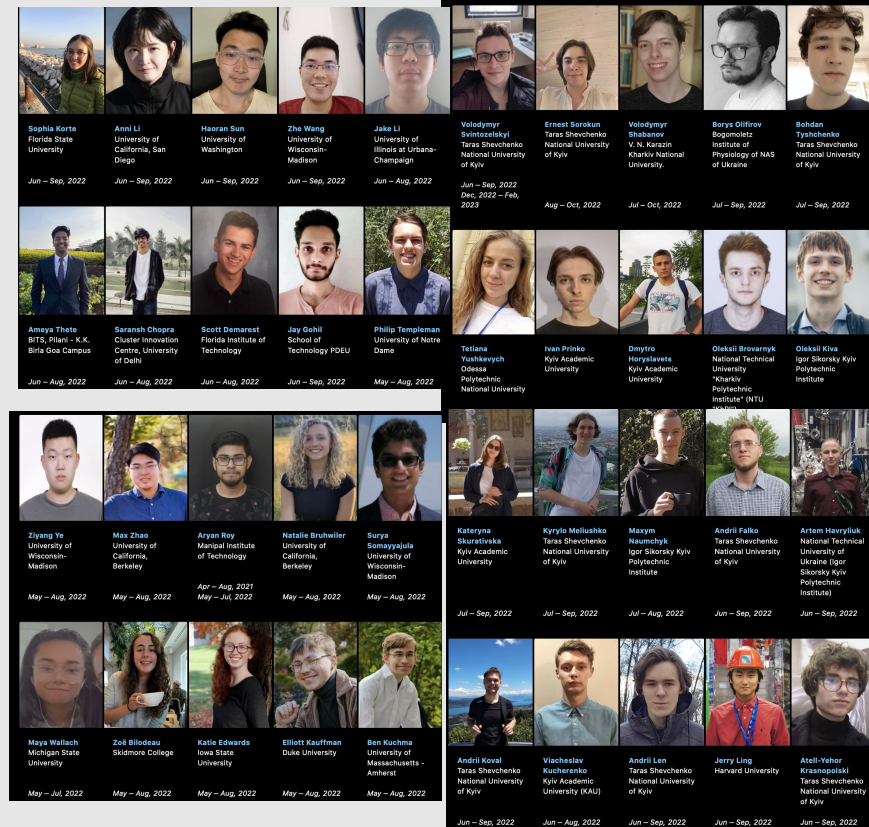 Sophia Korte
Florida State
University
Jun – Sep, 2022
Anni Li
University of
California, San
Diego
Jun – Sep, 2022
Haoran Sun
University of
Washington
Jun – Sep, 2022
Zhe Wang
University of
Wisconsin-
Madison
Jun – Sep, 2022
Jake Li
University of
Illinois at Urbana-
Champaign
Jun – Aug, 2022
Ameya Thete
BITS, Pilani - K.K.
Birla Goa Campus
Jun – Aug, 2022
Saransh Chopra
Cluster Innovation
Centre, University
of Delhi
Jun – Aug, 2022
Scott Demarest
Florida Institute of
Technology
Jun – Aug, 2022
Jay Gohil
School of
Technology PDEU
Jun – Sep, 2022
Philip Templeman
University of Notre
Dame
May – Aug, 2022
Volodymyr
Svintozelskyi
Taras Shevchenko
National University
of Kyiv
Jun – Sep, 2022
Dec, 2022 – Feb,
2023
Ernest Sorokun
Taras Shevchenko
National University
of Kyiv
Aug – Oct, 2022
Volodymyr
Shabanov
V. N. Karazin
Kharkiv National
University.
Jul – Oct, 2022
Borys Olifirov
Bogomoletz
Institute of
Physiology of NAS
of Ukraine
Jul – Sep, 2022
Bohdan
Tyshchenko
Taras Shevchenko
National University
of Kyiv
Jul – Sep, 2022
Tetiana
Yushkevych
Odessa
Polytechnic
National University
Ivan Prinko
Kyiv Academic
University
Dmytro
Horyslavets
Kyiv Academic
University
Oleksii Brovarnyk
National Technical
University
"Kharkiv
Polytechnic
Institute" (NTU
Oleksii Kiva
Igor Sikorsky Kyiv
Polytechnic
Institute
Ziyang Ye
University of
Wisconsin-
Madison
May – Aug, 2022
Max Zhao
University of
California,
Berkeley
May – Aug, 2022
Aryan Roy
Manipal Institute
of Technology
Apr – Aug, 2021
May – Jul, 2022
Natalie Bruhwiler
University of
California,
Berkeley
May – Aug, 2022
Surya
Somayyajula
University of
Wisconsin-
Madison
May – Aug, 2022
Maya Wallach
Michigan State
University
May – Jul, 2022
Zoë Bilodeau
Skidmore College
May – Aug, 2022
Katie Edwards
Iowa State
University
May – Aug, 2022
Elliott Kauffman
Duke University
May – Aug, 2022
Ben Kuchma
University of
Massachusetts -
Amherst
May – Aug, 2022
Kateryna
Skurativska
Kyiv Academic
University
Jul – Sep, 2022
Kyrylo Meliushko
Taras Shevchenko
National University
of Kyiv
Jul – Sep, 2022
Maxym
Naumchyk
Igor Sikorsky Kyiv
Polytechnic
Institute
Jul – Aug, 2022
Andrii Falko
Taras Shevchenko
National University
of Kyiv
Jun – Sep, 2022
Artem Havryliuk
National Technical
University of
Ukraine (Igor
Sikorsky Kyiv
Polytechnic
Institute)
Jun – Sep, 2022
Andrii Koval
Taras Shevchenko
National University
of Kyiv
Jun – Sep, 2022
Viacheslav
Kucherenko
Kyiv Academic
University (KAU)
Jun – Aug, 2022
Andrii Len
Taras Shevchenko
National University
of Kyiv
Jun – Sep, 2022
Jerry Ling
Harvard University
Jun – Sep, 2022
Atell-Yehor
Krasnopolski
Taras Shevchenko
National University
of Kyiv
Jun – Sep, 2022